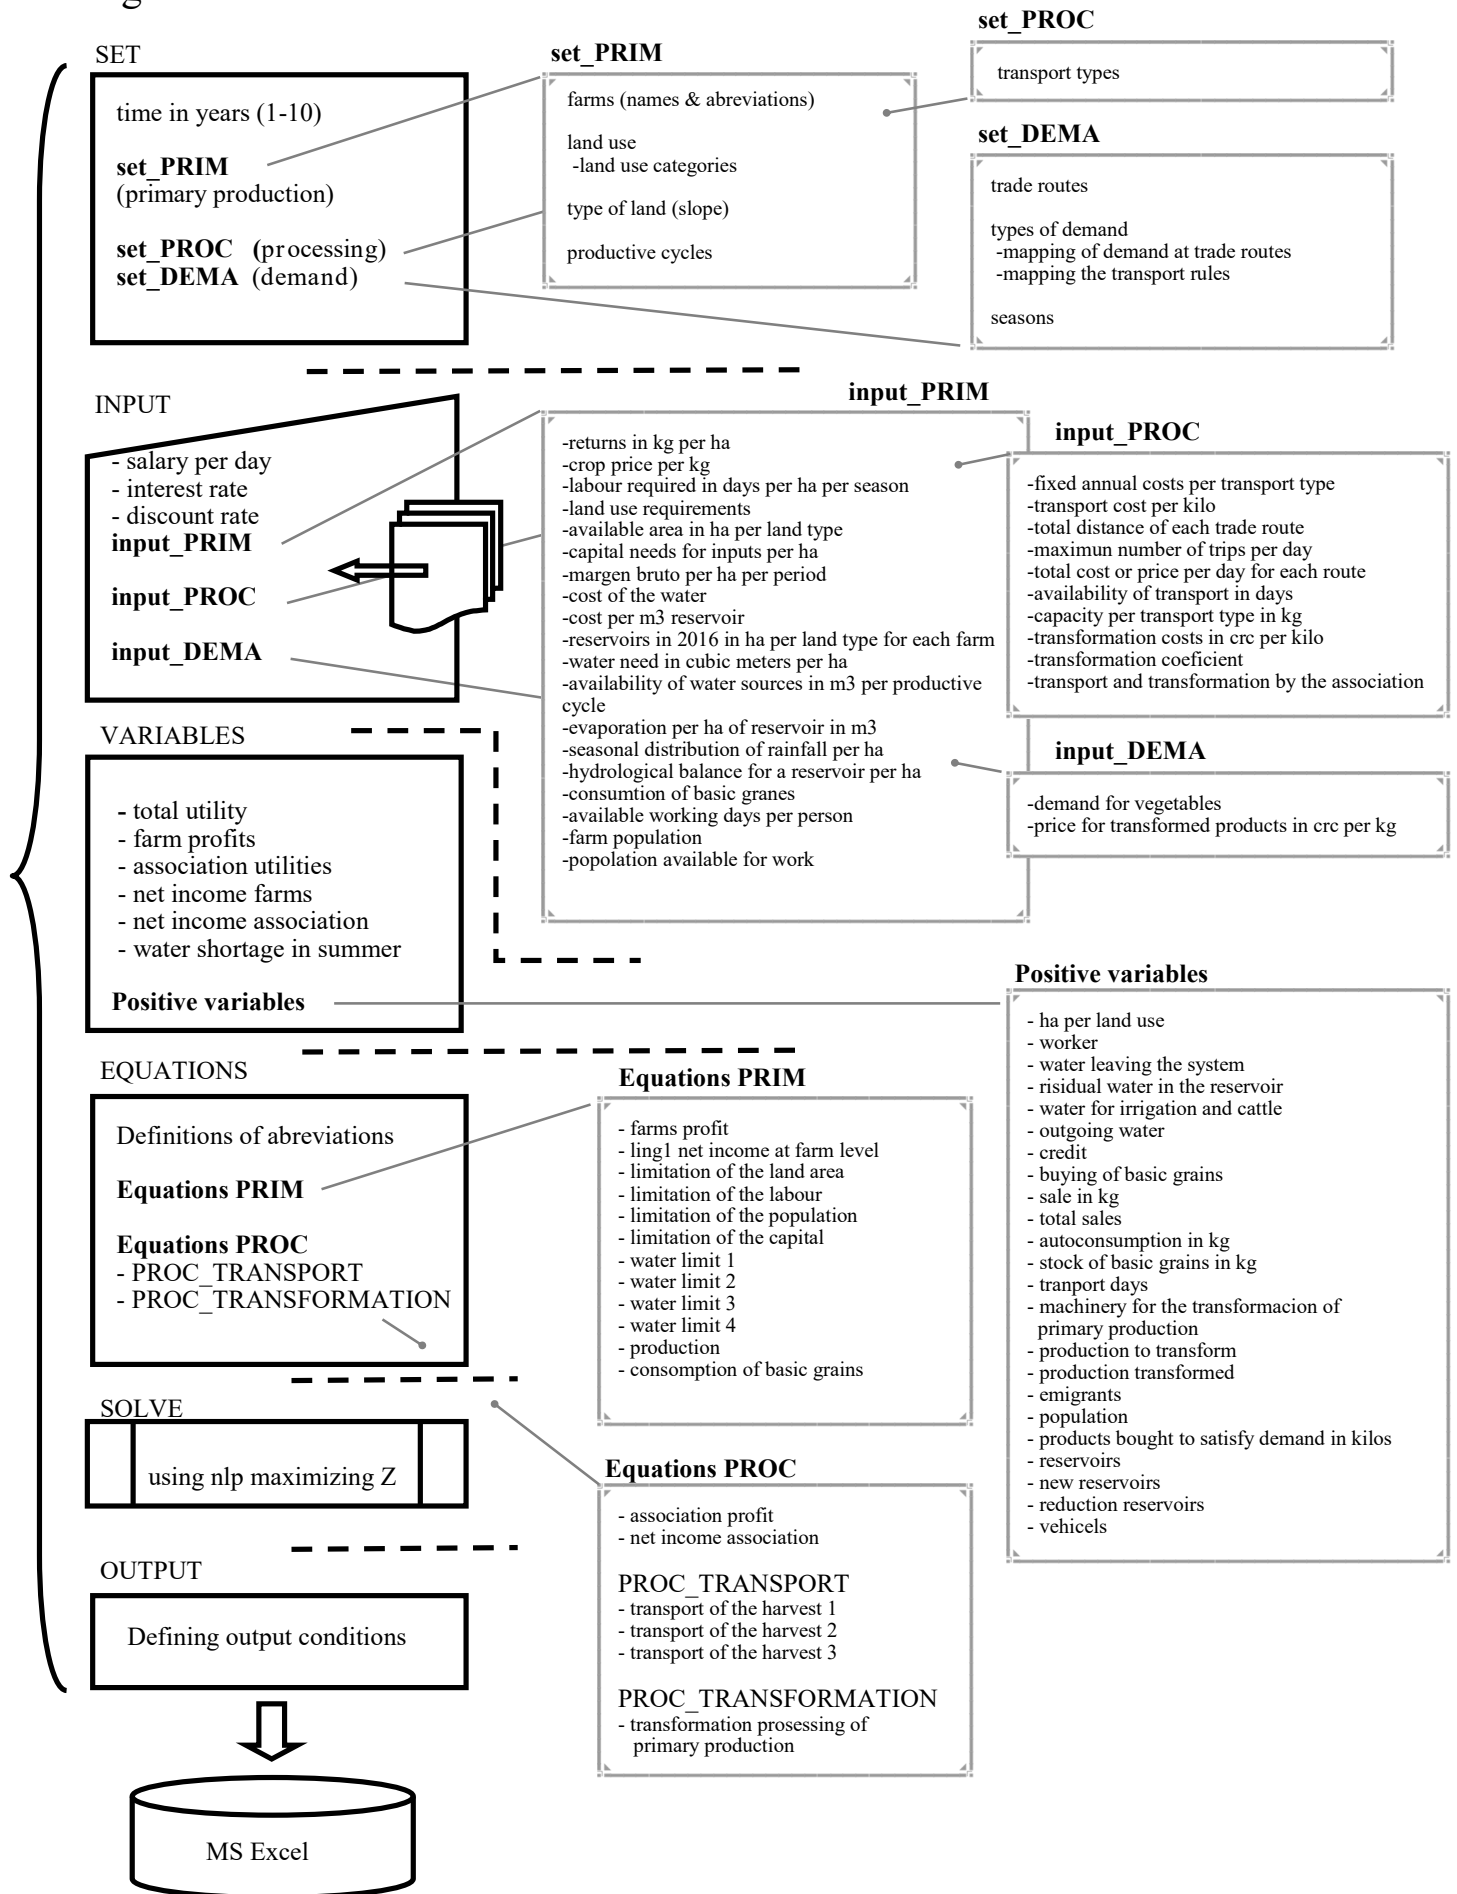 SET
time in years (1-10)
set_PRIM
(primary production)
set_PROC (processing)
set_DEMA (demand)
set_PRIM
farms (names & abreviations)
land use
-land use categories
type of land (slope)
productive cycles
set_PROC
transport types
set_DEMA
trade routes
types of demand
-mapping of demand at trade routes
-mapping the transport rules
seasons
INPUT
- salary per day
- interest rate
- discount rate
input_PRIM
input_PROC
input_DEMA
input_PRIM
-returns in kg per ha
-crop price per kg
-labour required in days per ha per season
-land use requirements
-available area in ha per land type
-capital needs for inputs per ha
-margen bruto per ha per period
-cost of the water
-cost per m3 reservoir
-reservoirs in 2016 in ha per land type for each farm
-water need in cubic meters per ha
-availability of water sources in m3 per productive
cycle
-evaporation per ha of reservoir in m3
-seasonal distribution of rainfall per ha
-hydrological balance for a reservoir per ha
-consumtion of basic granes
-available working days per person
-farm population
-popolation available for work
input_PROC
-fixed annual costs per transport type
-transport cost per kilo
-total distance of each trade route
-maximun number of trips per day
-total cost or price per day for each route
-availability of transport in days
-capacity per transport type in kg
-transformation costs in crc per kilo
-transformation coeficient
-transport and transformation by the association
input_DEMA
-demand for vegetables
-price for transformed products in crc per kg
VARIABLES
- total utility
- farm profits
- association utilities
- net income farms
- net income association
- water shortage in summer
Positive variables
Positive variables
- ha per land use
- worker
- water leaving the system
- risidual water in the reservoir
- water for irrigation and cattle
- outgoing water
- credit
- buying of basic grains
- sale in kg
- total sales
- autoconsumption in kg
- stock of basic grains in kg
- tranport days
- machinery for the transformacion of
primary production
- production to transform
- production transformed
- emigrants
- population
- products bought to satisfy demand in kilos
- reservoirs
- new reservoirs
- reduction reservoirs
- vehicels
EQUATIONS
Definitions of abreviations
Equations PRIM
Equations PROC
- PROC_TRANSPORT
- PROC_TRANSFORMATION
Equations PRIM
- farms profit
- ling1 net income at farm level
- limitation of the land area
- limitation of the labour
- limitation of the population
- limitation of the capital
- water limit 1
- water limit 2
- water limit 3
- water limit 4
- production
- consomption of basic grains
SOLVE
using nlp maximizing Z
Equations PROC
- association profit
- net income association
PROC_TRANSPORT
- transport of the harvest 1
- transport of the harvest 2
- transport of the harvest 3
PROC_TRANSFORMATION
- transformation prosessing of
primary production
OUTPUT
Defining output conditions
MS Excel